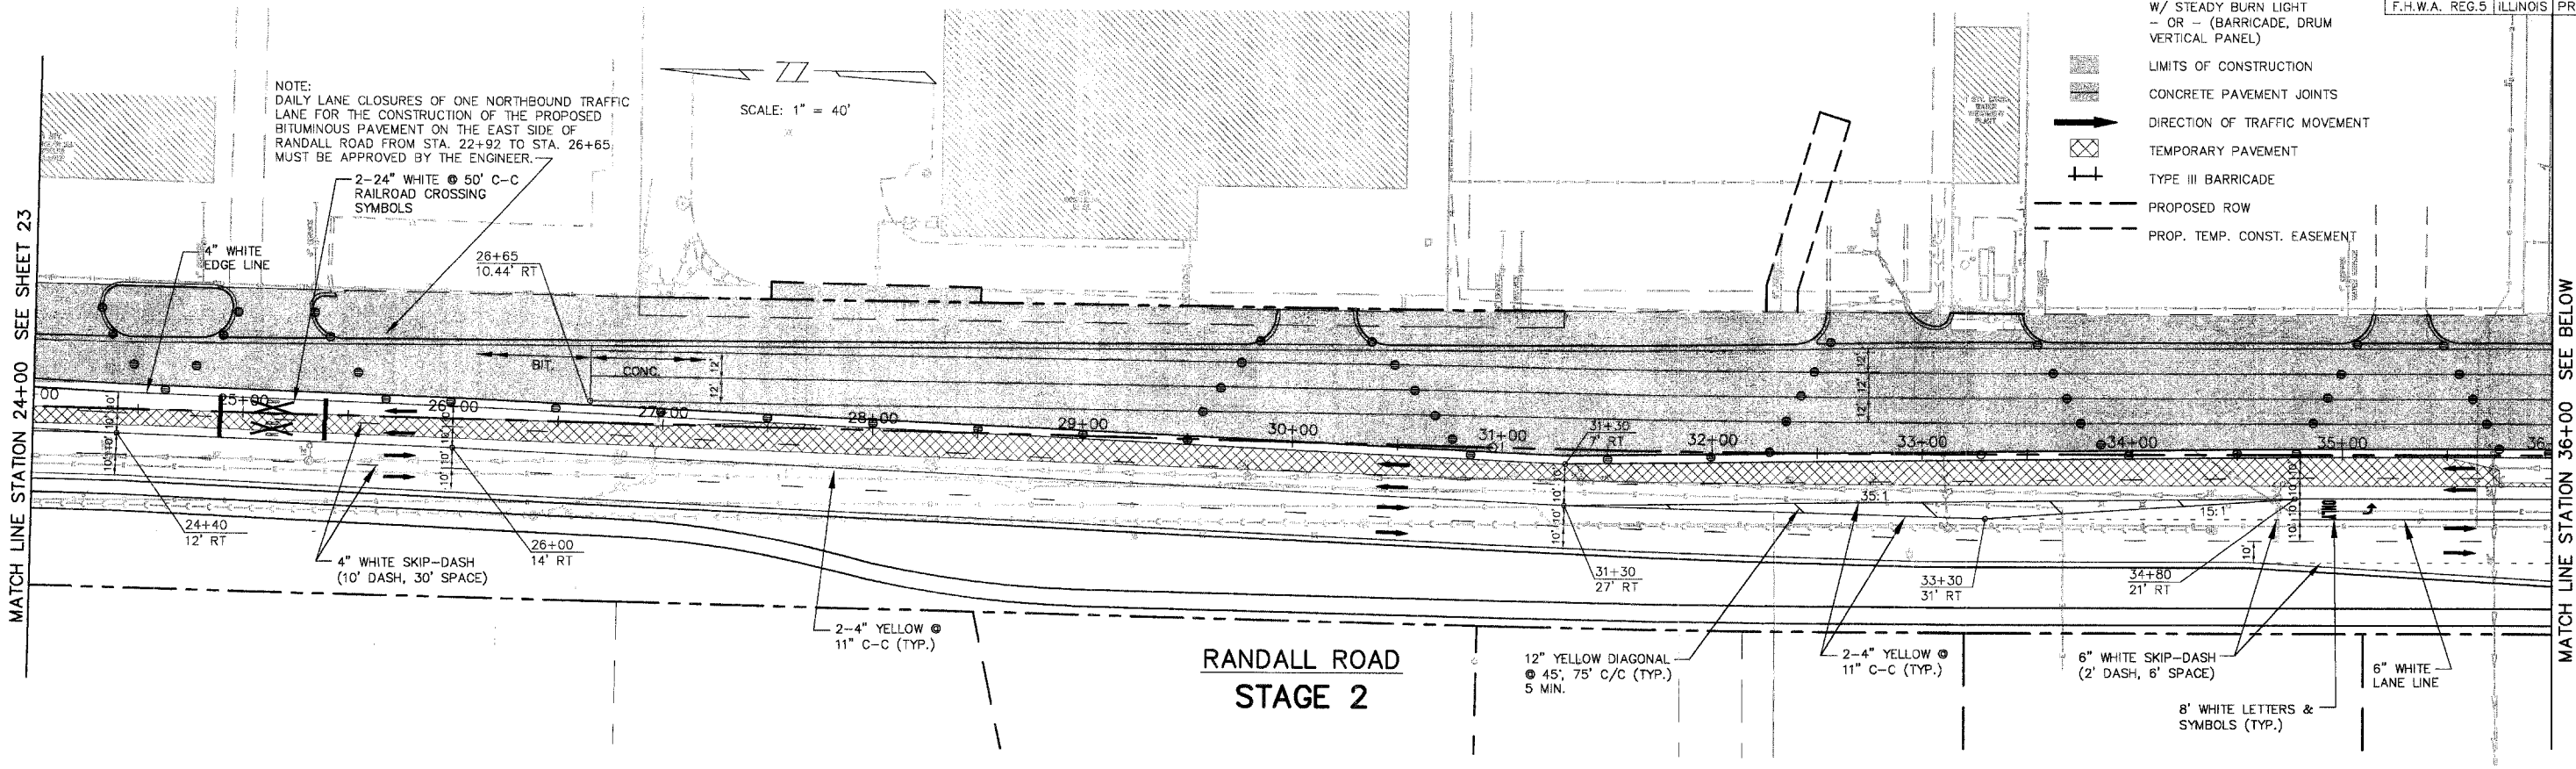 W/ STEADY BURN LIGHT
- OR - (BARRICADE, DRUM
VERTICAL PANEL)
F.H.W.A. REG.5 ILLINOIS PR
LIMITS OF CONSTRUCTION
CONCRETE PAVEMENT JOINTS
DIRECTION OF TRAFFIC MOVEMENT
TEMPORARY PAVEMENT
TYPE III BARRICADE
PROPOSED ROW
PROP. TEMP. CONST. EASEMENT
SCALE: 1" = 40'
NOTE:
DAILY LANE CLOSURES OF ONE NORTHBOUND TRAFFIC
LANE FOR THE CONSTRUCTION OF THE PROPOSED
BITUMINOUS PAVEMENT ON THE EAST SIDE OF
RANDALL ROAD FROM STA. 22+92 TO STA. 26+65
MUST BE APPROVED BY THE ENGINEER.
2-24" WHITE @ 50' C-C
RAILROAD CROSSING
SYMBOLS
4" WHITE
EDGE LINE
26+65
10.44' RT
MATCH LINE STATION 24+00 SEE SHEET 23
MATCH LINE STATION 36+00 SEE BELOW
BIT.
CONC.
12'
12'
12'
12'
12'
00
25+00
26+00
27+00
28+00
29+00
30+00
31+00
32+00
33+00
34+00
35+00
36
31+30
7' RT
35:1
15:1
ONLY
10'
24+40
12' RT
4" WHITE SKIP-DASH
(10' DASH, 30' SPACE)
26+00
14' RT
2-4" YELLOW @
11" C-C (TYP.)
31+30
27' RT
33+30
31' RT
34+80
21' RT
12" YELLOW DIAGONAL
@ 45°, 75' C/C (TYP.)
5 MIN.
2-4" YELLOW @
11" C-C (TYP.)
6" WHITE SKIP-DASH
(2' DASH, 6' SPACE)
6" WHITE
LANE LINE
8' WHITE LETTERS &
SYMBOLS (TYP.)
RANDALL ROAD
STAGE 2